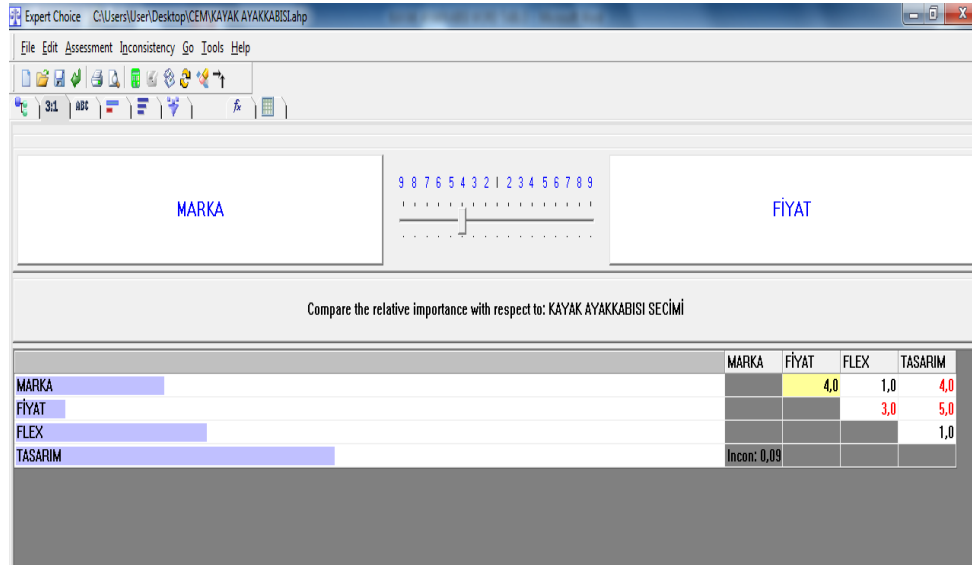 Expert Choice C:\Users\User\Desktop\CEM\KAYAK AYAKKABISI.ahp
File Edit Assessment Inconsistency Go Tools Help
3:1 ABC fx
9 8 7 6 5 4 3 2 1 2 3 4 5 6 7 8 9
MARKA FİYAT
Compare the relative importance with respect to: KAYAK AYAKKABISI SECİMİ
MARKA FİYAT FLEX TASARIM
MARKA 4,0 1,0 4,0
FİYAT 3,0 5,0
FLEX 1,0
TASARIM Incon: 0,09